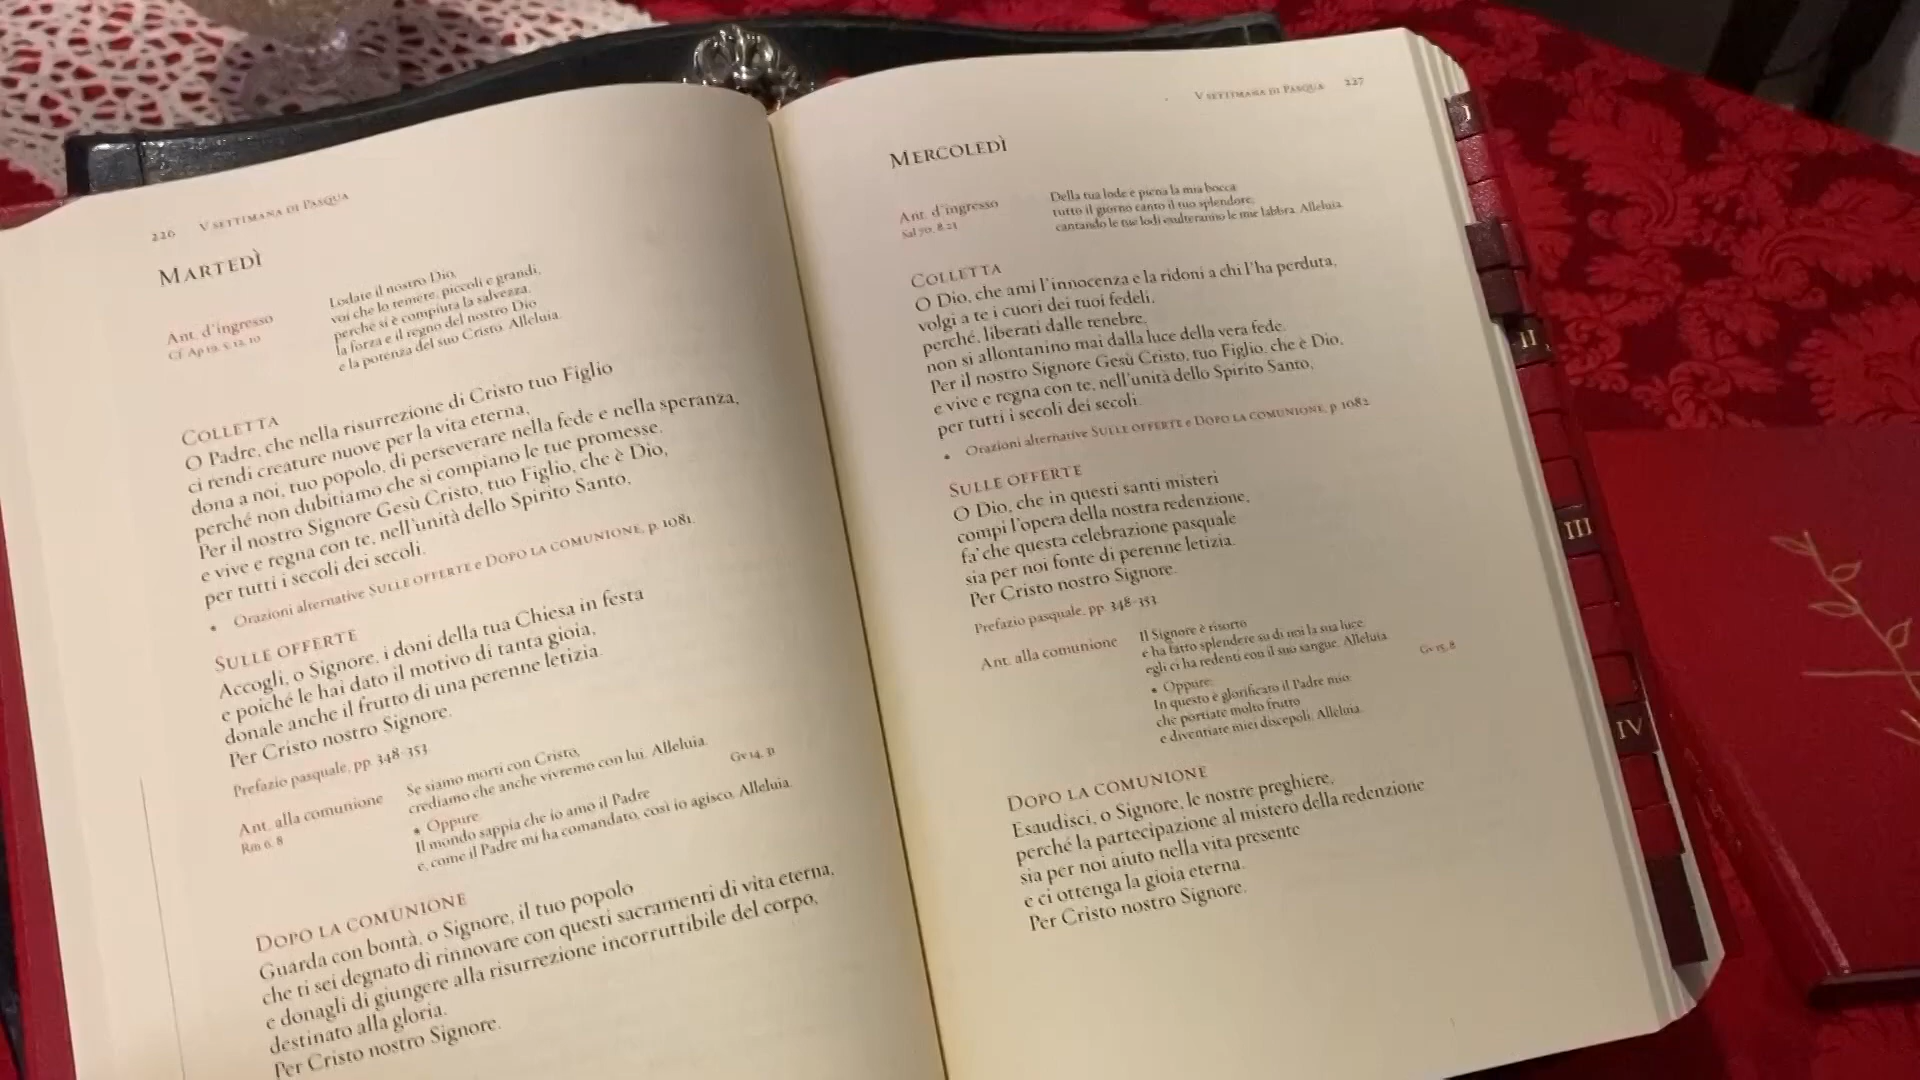 226 V SETTIMANA DI PASQUA
MARTEDÌ
Ant. d'ingresso
Cf. Ap 19, 5; 12, 10
Lodate il nostro Dio,
voi che lo temete, piccoli e grandi,
perché si è compiuta la salvezza,
la forza e il regno del nostro Dio
e la potenza del suo Cristo. Alleluia.
COLLETTA
O Padre, che nella risurrezione di Cristo tuo Figlio
ci rendi creature nuove per la vita eterna,
dona a noi, tuo popolo, di perseverare nella fede e nella speranza,
perché non dubitiamo che si compiano le tue promesse.
Per il nostro Signore Gesù Cristo, tuo Figlio, che è Dio,
e vive e regna con te, nell'unità dello Spirito Santo,
per tutti i secoli dei secoli.
• Orazioni alternative SULLE OFFERTE e DOPO LA COMUNIONE, p. 1081.
SULLE OFFERTE
Accogli, o Signore, i doni della tua Chiesa in festa
e poiché le hai dato il motivo di tanta gioia,
donale anche il frutto di una perenne letizia.
Per Cristo nostro Signore.
Prefazio pasquale, pp. 348-353
Ant. alla comunione
Rm 6, 8
Se siamo morti con Cristo,
crediamo che anche vivremo con lui. Alleluia.
• Oppure:
Gv 14, 31
Il mondo sappia che io amo il Padre
e, come il Padre mi ha comandato, così io agisco. Alleluia.
DOPO LA COMUNIONE
Guarda con bontà, o Signore, il tuo popolo
che ti sei degnato di rinnovare con questi sacramenti di vita eterna,
e donagli di giungere alla risurrezione incorruttibile del corpo,
destinato alla gloria.
Per Cristo nostro Signore.
V SETTIMANA DI PASQUA 227
MERCOLEDÌ
Ant. d'ingresso
Sal 70, 8.23
Della tua lode è piena la mia bocca
tutto il giorno canto il tuo splendore;
cantando le tue lodi esulteranno le mie labbra. Alleluia.
COLLETTA
O Dio, che ami l'innocenza e la ridoni a chi l'ha perduta,
volgi a te i cuori dei tuoi fedeli,
perché, liberati dalle tenebre,
non si allontanino mai dalla luce della vera fede.
Per il nostro Signore Gesù Cristo, tuo Figlio, che è Dio,
e vive e regna con te, nell'unità dello Spirito Santo,
per tutti i secoli dei secoli.
• Orazioni alternative SULLE OFFERTE e DOPO LA COMUNIONE, p. 1082
SULLE OFFERTE
O Dio, che in questi santi misteri
compi l'opera della nostra redenzione,
fa' che questa celebrazione pasquale
sia per noi fonte di perenne letizia.
Per Cristo nostro Signore.
Prefazio pasquale, pp. 348-353
Ant. alla comunione
Il Signore è risorto
e ha fatto splendere su di noi la sua luce;
egli ci ha redenti con il suo sangue. Alleluia.
• Oppure:
Gv 15, 8
In questo è glorificato il Padre mio:
che portiate molto frutto
e diventiate miei discepoli. Alleluia.
DOPO LA COMUNIONE
Esaudisci, o Signore, le nostre preghiere,
perché la partecipazione al mistero della redenzione
sia per noi aiuto nella vita presente
e ci ottenga la gioia eterna.
Per Cristo nostro Signore.
I
II
III
IV